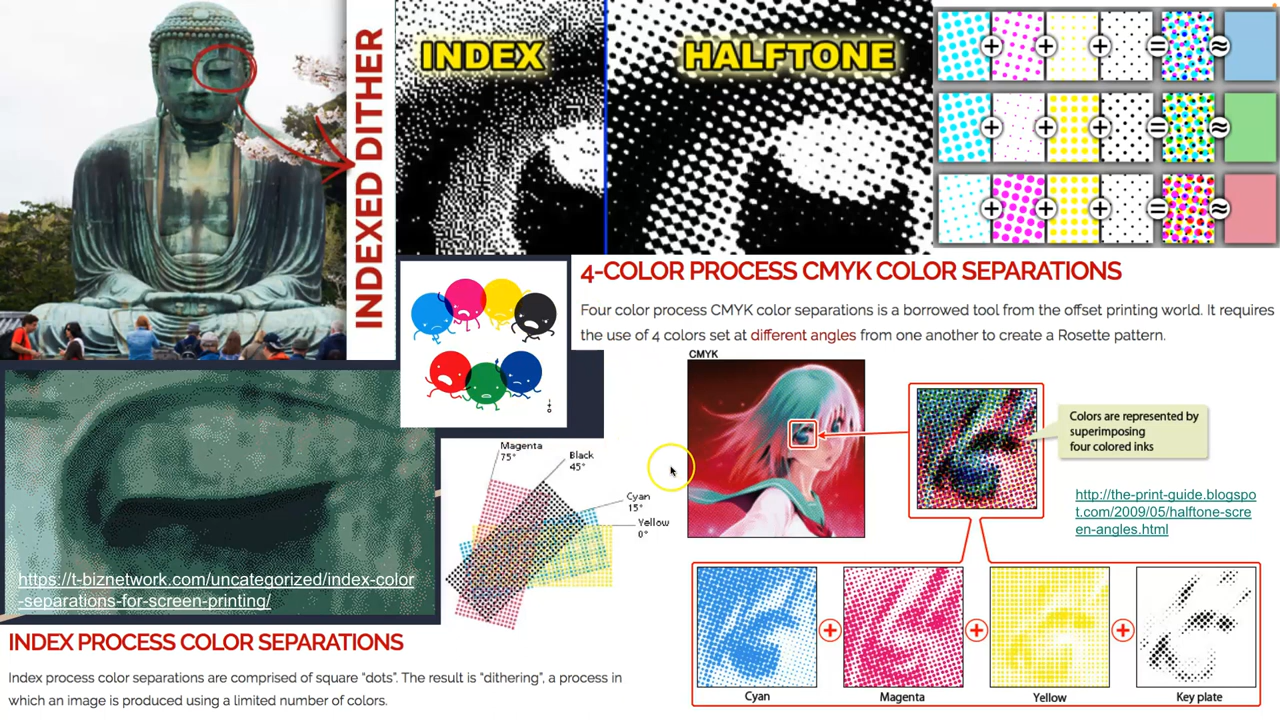 INDEXED DITHER
INDEX
HALFTONE
+ + + = ≈
+ + + = ≈
+ + + = ≈
4-COLOR PROCESS CMYK COLOR SEPARATIONS
Four color process CMYK color separations is a borrowed tool from the offset printing world. It requires
the use of 4 colors set at different angles from one another to create a Rosette pattern.
CMYK
Colors are represented by
superimposing
four colored inks
http://the-print-guide.blogspo
t.com/2009/05/halftone-scre
en-angles.html
Magenta
75°
Black
45°
Cyan
15°
Yellow
0°
https://t-biznetwork.com/uncategorized/index-color
-separations-for-screen-printing/
INDEX PROCESS COLOR SEPARATIONS
Index process color separations are comprised of square "dots". The result is "dithering", a process in
which an image is produced using a limited number of colors.
+ + +
Cyan
Magenta
Yellow
Key plate